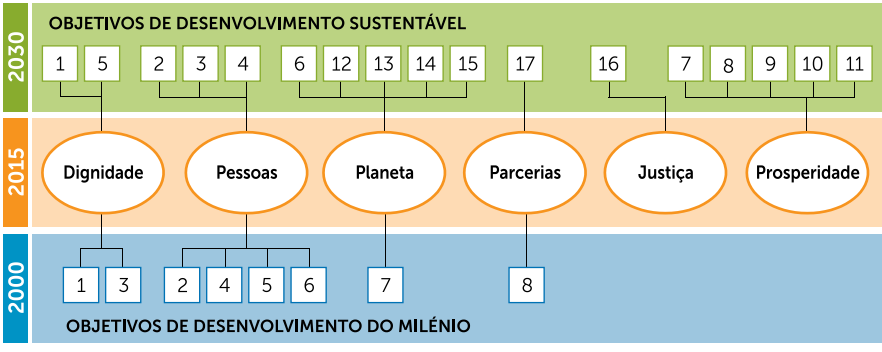 2030
OBJETIVOS DE DESENVOLVIMENTO SUSTENTÁVEL
1 5 2 3 4 6 12 13 14 15 17 16 7 8 9 10 11
2015
Dignidade Pessoas Planeta Parcerias Justiça Prosperidade
2000
1 3 2 4 5 6 7 8
OBJETIVOS DE DESENVOLVIMENTO DO MILÉNIO